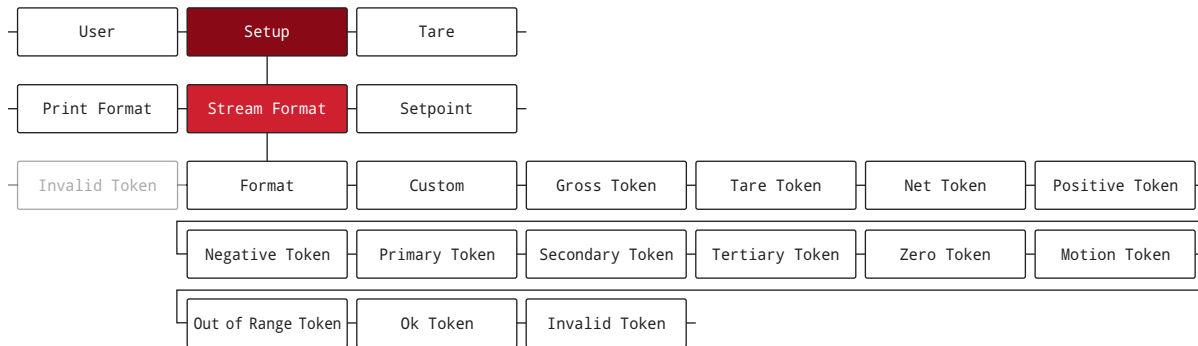 User Setup Tare
Print Format Stream Format Setpoint
Invalid Token Format Custom Gross Token Tare Token Net Token Positive Token
Negative Token Primary Token Secondary Token Tertiary Token Zero Token Motion Token
Out of Range Token Ok Token Invalid Token